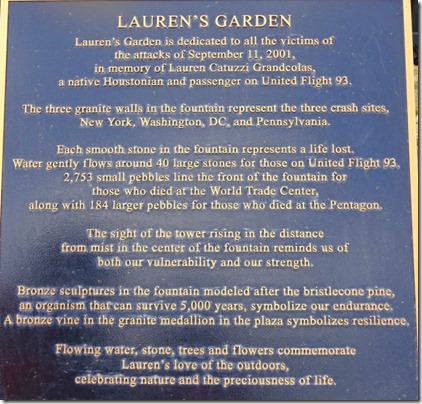 LAUREN'S GARDEN
Lauren's Garden is dedicated to all the victims of
the attacks of September 11, 2001,
in memory of Lauren Catuzzi Grandcolas,
a native Houstonian and passenger on United Flight 93.
The three granite walls in the fountain represent the three crash sites,
New York, Washington, DC, and Pennsylvania.
Each smooth stone in the fountain represents a life lost.
Water gently flows around 40 large stones for those on United Flight 93,
2,753 small pebbles line the front of the fountain for
those who died at the World Trade Center,
along with 184 larger pebbles for those who died at the Pentagon.
The sight of the tower rising in the distance
from mist in the center of the fountain reminds us of
both our vulnerability and our strength.
Bronze sculptures in the fountain modeled after the bristlecone pine,
an organism that can survive 5,000 years, symbolize our endurance.
A bronze vine in the granite medallion in the plaza symbolizes resilience.
Flowing water, stone, trees and flowers commemorate
Lauren's love of the outdoors,
celebrating nature and the preciousness of life.